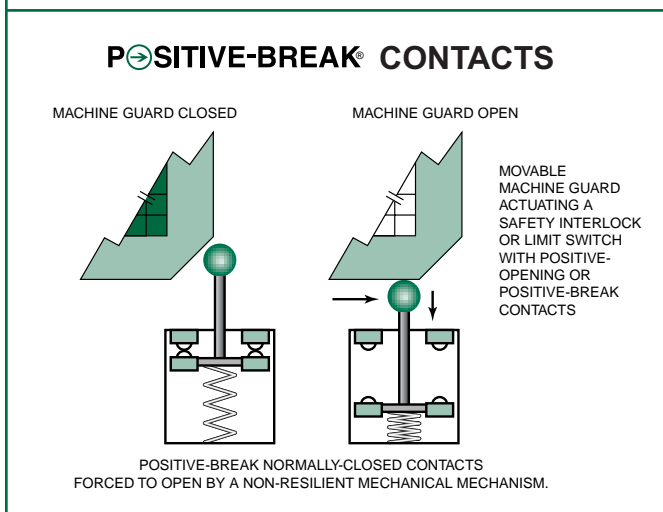 POSITIVE-BREAK® CONTACTS
MACHINE GUARD CLOSED
MACHINE GUARD OPEN
MOVABLE
MACHINE GUARD
ACTUATING A
SAFETY INTERLOCK
OR LIMIT SWITCH
WITH POSITIVE-
OPENING OR
POSITIVE-BREAK
CONTACTS
POSITIVE-BREAK NORMALLY-CLOSED CONTACTS
FORCED TO OPEN BY A NON-RESILIENT MECHANICAL MECHANISM.